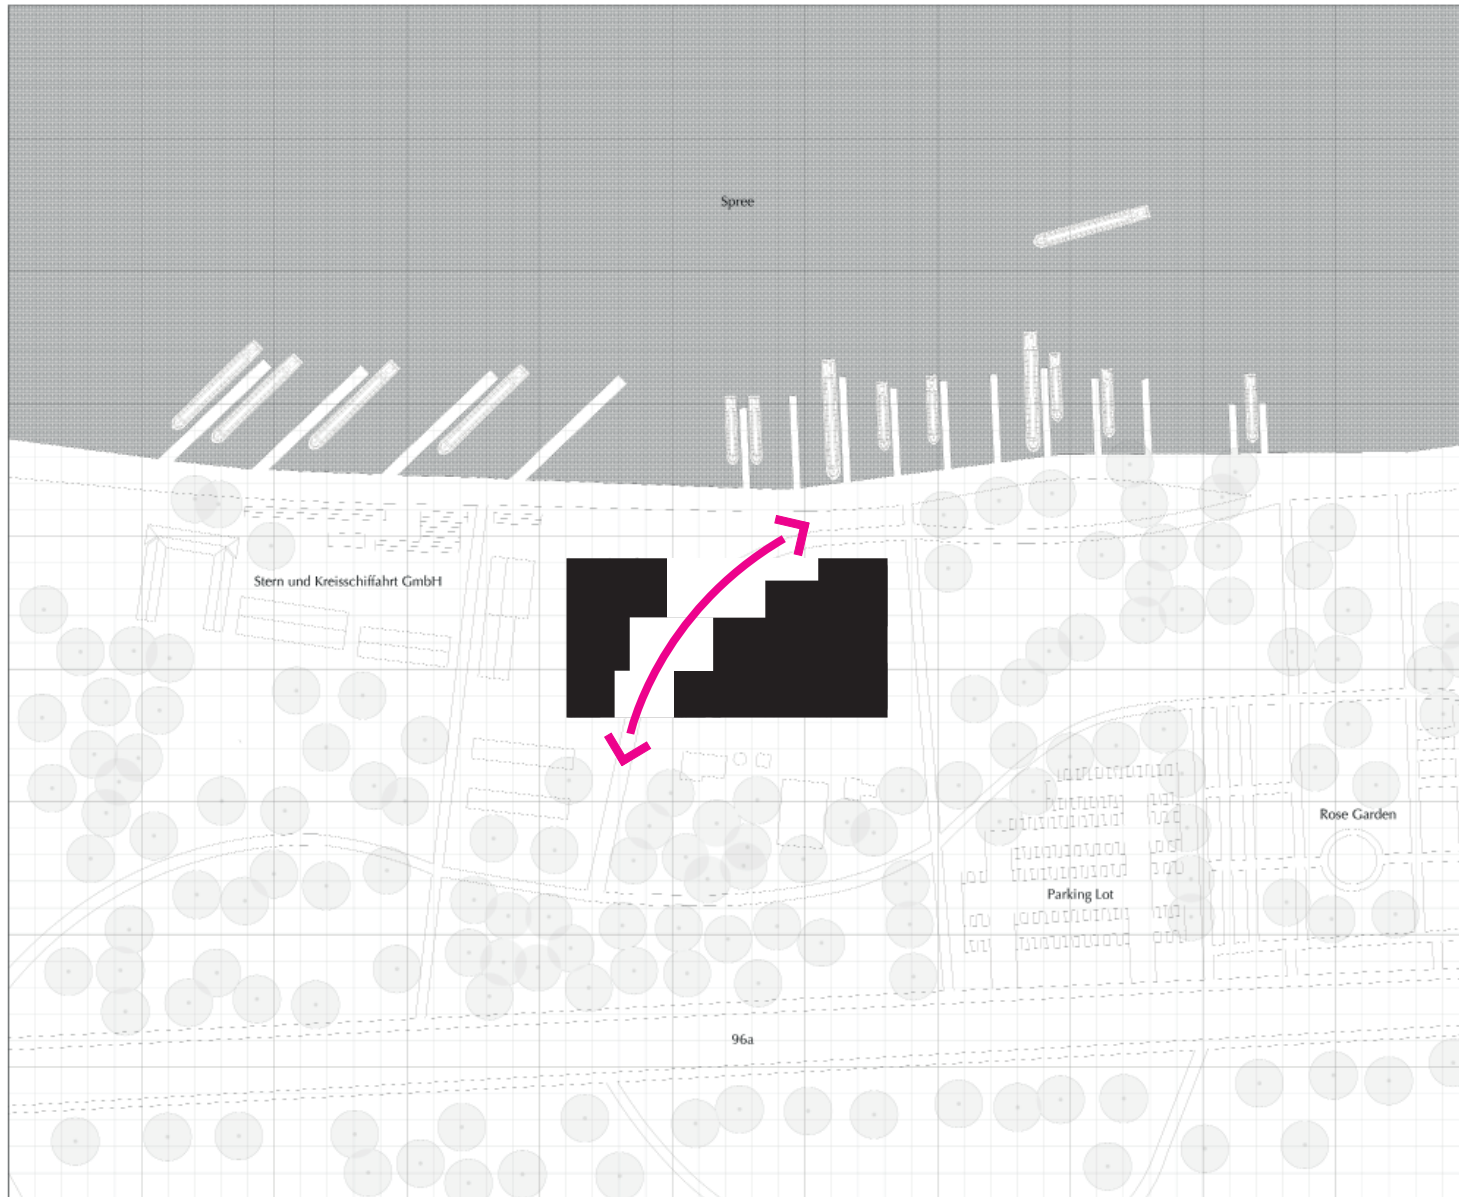 Spree
Stern und Kreisschiffahrt GmbH
Rose Garden
Parking Lot
96a